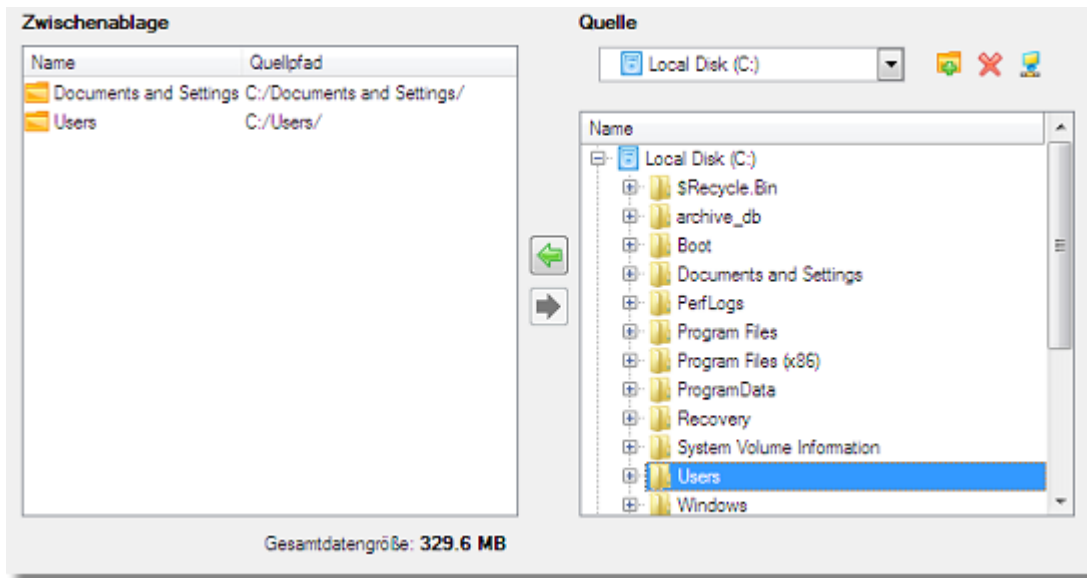 Zwischenablage
Name Quellpfad
Documents and Settings C:/Documents and Settings/
Users C:/Users/
Gesamtdatengröße: 329.6 MB
Quelle
Local Disk (C:)
Name
Local Disk (C:)
$Recycle.Bin
archive_db
Boot
Documents and Settings
PerfLogs
Program Files
Program Files (x86)
ProgramData
Recovery
System Volume Information
Users
Windows